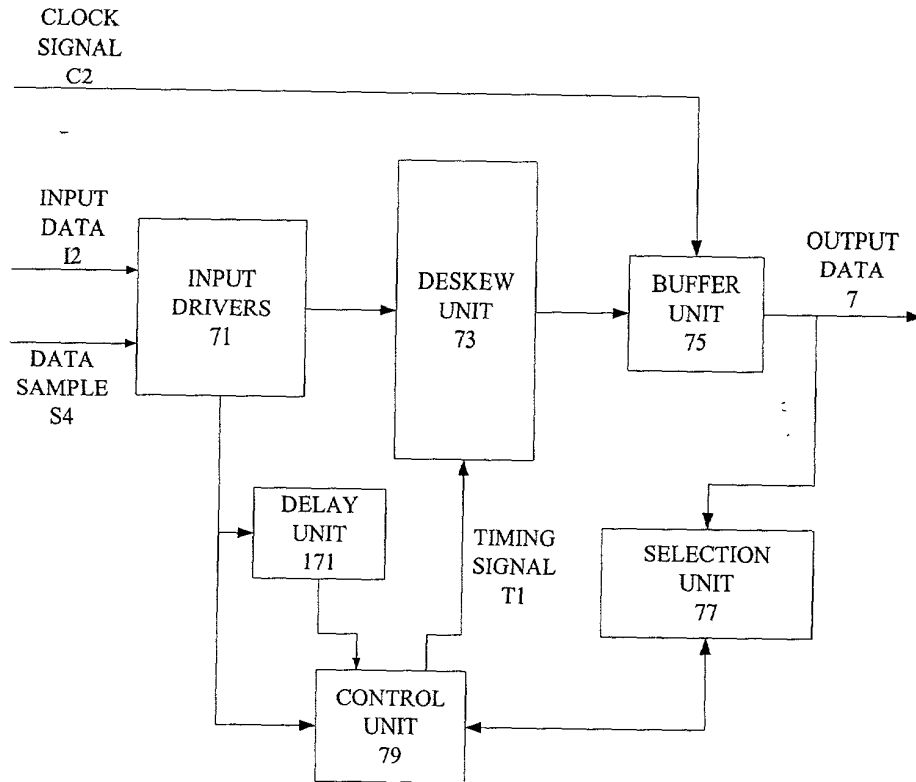 CLOCK
SIGNAL
C2
INPUT
DATA
I2
DATA
SAMPLE
S4
INPUT
DRIVERS
71
DESKEW
UNIT
73
BUFFER
UNIT
75
OUTPUT
DATA
7
DELAY
UNIT
171
TIMING
SIGNAL
T1
SELECTION
UNIT
77
CONTROL
UNIT
79